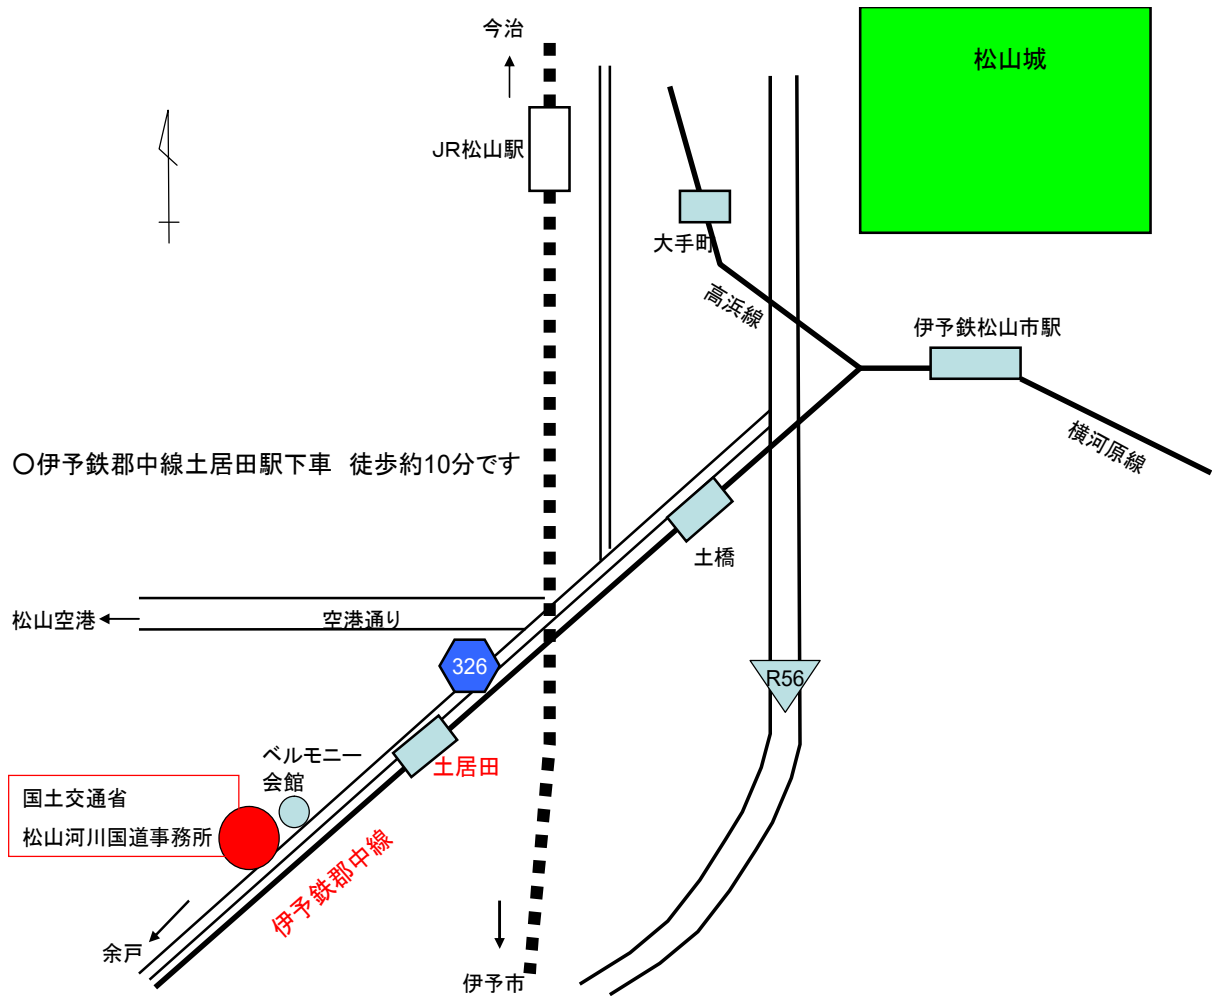 今治
松山城
JR松山駅
大手町
高浜線
伊予鉄松山市駅
横河原線
〇伊予鉄郡中線土居田駅下車　徒歩約10分です
土橋
松山空港
空港通り
326
R56
ベルモニー
会館
土居田
国土交通省
松山河川国道事務所
伊予鉄郡中線
余戸
伊予市